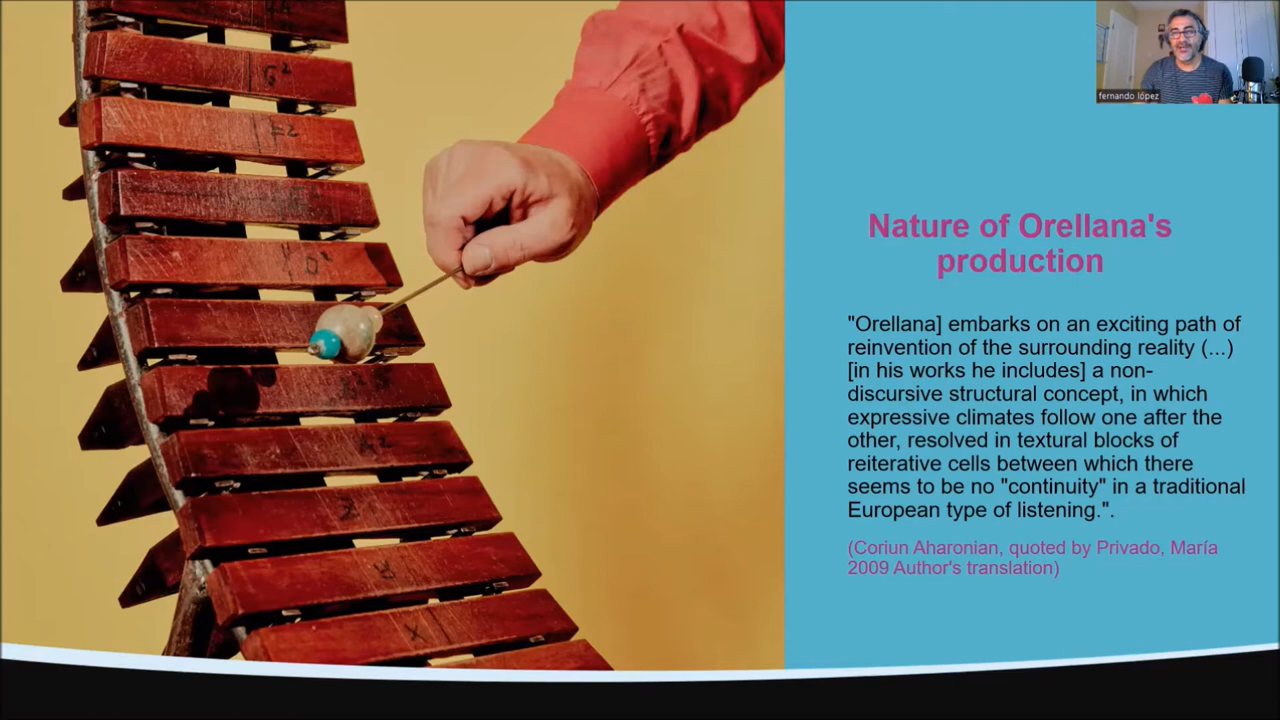 G²
F2
D
fernando lópez
Nature of Orellana's
production
"Orellana] embarks on an exciting path of
reinvention of the surrounding reality (...)
[in his works he includes] a non-
discursive structural concept, in which
expressive climates follow one after the
other, resolved in textural blocks of
reiterative cells between which there
seems to be no "continuity" in a traditional
European type of listening.".
(Coriun Aharonian, quoted by Privado, María
2009 Author's translation)